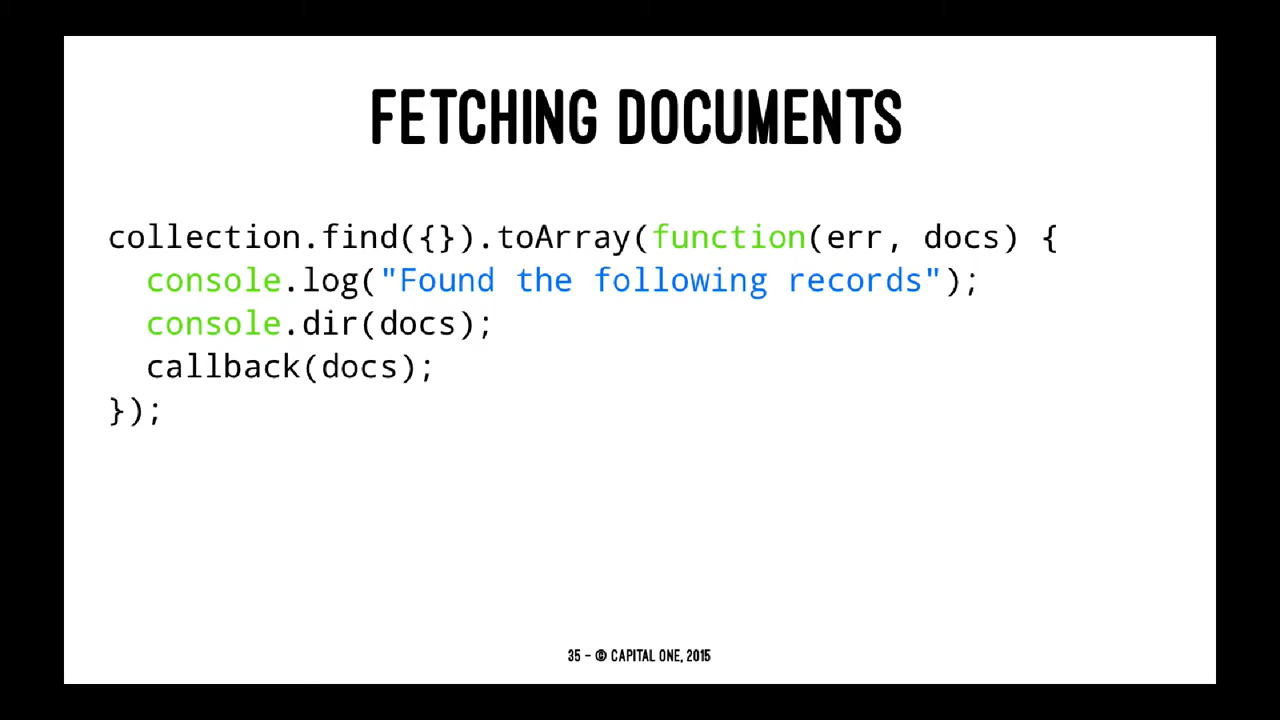 FETCHING DOCUMENTS
collection.find({}).toArray(function(err, docs) {
  console.log("Found the following records");
  console.dir(docs);
  callback(docs);
});
35 - © CAPITAL ONE, 2015